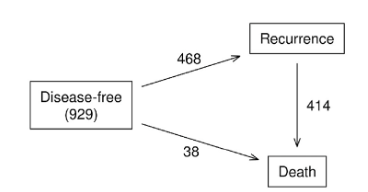 Recurrence
468
Disease-free
(929)
414
38
Death